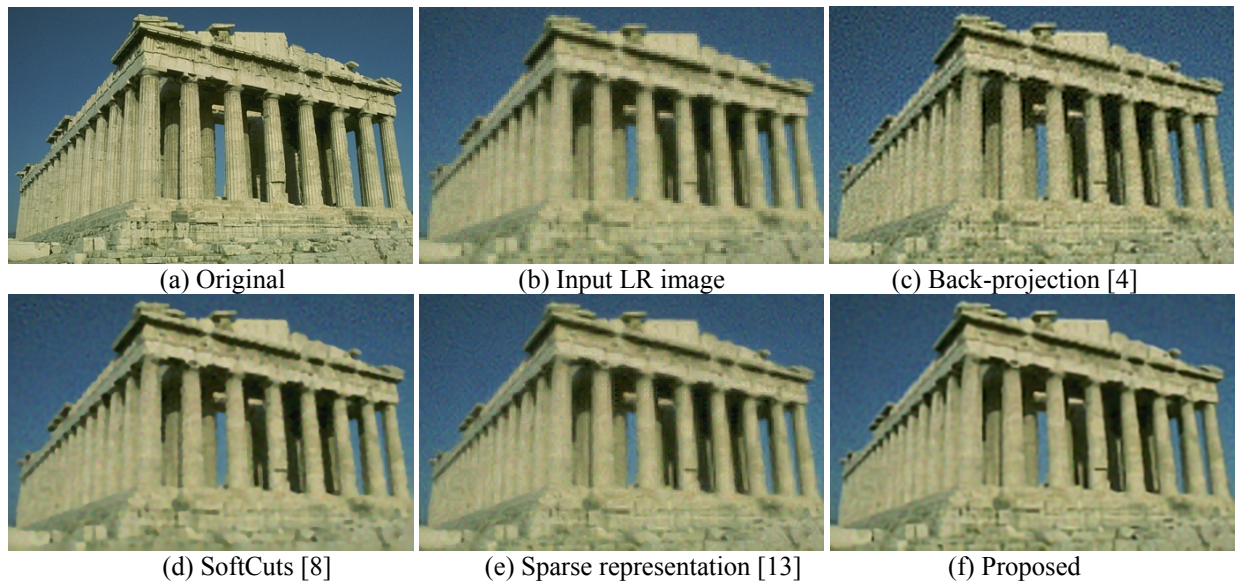 (a) Original
(b) Input LR image
(c) Back-projection [4]
(d) SoftCuts [8]
(e) Sparse representation [13]
(f) Proposed